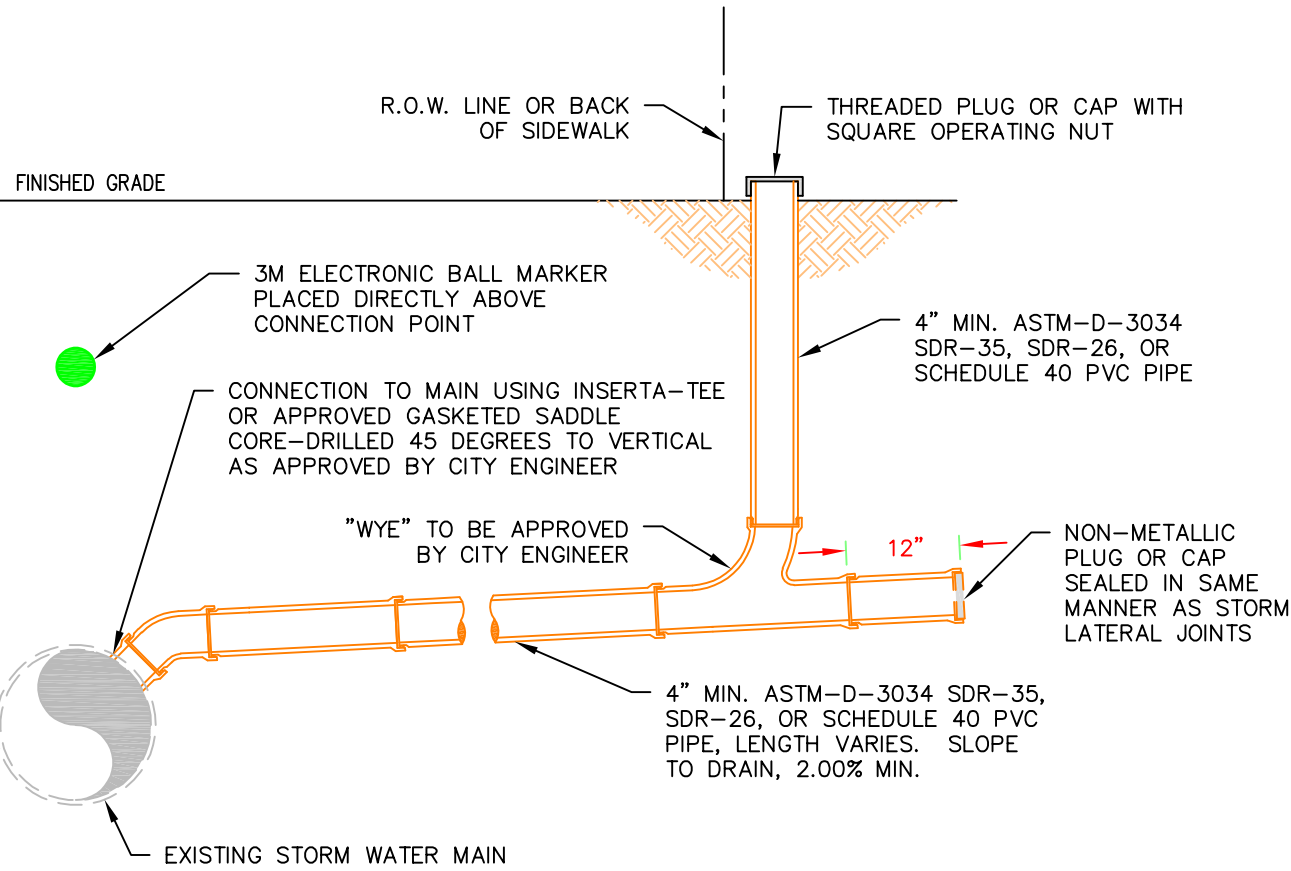 R.O.W. LINE OR BACK
OF SIDEWALK
THREADED PLUG OR CAP WITH
SQUARE OPERATING NUT
FINISHED GRADE
3M ELECTRONIC BALL MARKER
PLACED DIRECTLY ABOVE
CONNECTION POINT
4" MIN. ASTM-D-3034
SDR-35, SDR-26, OR
SCHEDULE 40 PVC PIPE
CONNECTION TO MAIN USING INSERTA-TEE
OR APPROVED GASKETED SADDLE
CORE-DRILLED 45 DEGREES TO VERTICAL
AS APPROVED BY CITY ENGINEER
"WYE" TO BE APPROVED
BY CITY ENGINEER
12"
NON-METALLIC
PLUG OR CAP
SEALED IN SAME
MANNER AS STORM
LATERAL JOINTS
4" MIN. ASTM-D-3034 SDR-35,
SDR-26, OR SCHEDULE 40 PVC
PIPE, LENGTH VARIES. SLOPE
TO DRAIN, 2.00% MIN.
EXISTING STORM WATER MAIN